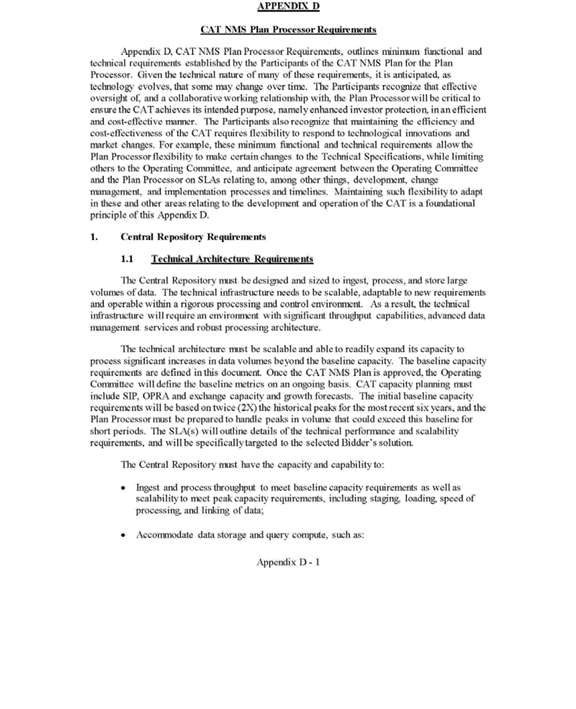 APPENDIX D
CAT NMS Plan Processor Requirements
Appendix D, CAT NMS Plan Processor Requirements, outlines minimum functional and
technical requirements established by the Participants of the CAT NMS Plan for the Plan
Processor. Given the technical nature of many of these requirements, it is anticipated, as
technology evolves, that some may change over time. The Participants recognize that effective
oversight of, and a collaborative working relationship with, the Plan Processor will be critical to
ensure the CAT achieves its intended purpose, namely enhanced investor protection, in an efficient
and cost-effective manner. The Participants also recognize that maintaining the efficiency and
cost-effectiveness of the CAT requires flexibility to respond to technological innovations and
market changes. For example, these minimum functional and technical requirements allow the
Plan Processor flexibility to make certain changes to the Technical Specifications, while limiting
others to the Operating Committee, and anticipate agreement between the Operating Committee
and the Plan Processor on SLAs relating to, among other things, development, change
management, and implementation processes and timelines. Maintaining such flexibility to adapt
in these and other areas relating to the development and operation of the CAT is a foundational
principle of this Appendix D.
1. Central Repository Requirements
1.1 Technical Architecture Requirements
The Central Repository must be designed and sized to ingest, process, and store large
volumes of data. The technical infrastructure needs to be scalable, adaptable to new requirements
and operable within a rigorous processing and control environment. As a result, the technical
infrastructure will require an environment with significant throughput capabilities, advanced data
management services and robust processing architecture.
The technical architecture must be scalable and able to readily expand its capacity to
process significant increases in data volumes beyond the baseline capacity. The baseline capacity
requirements are defined in this document. Once the CAT NMS Plan is approved, the Operating
Committee will define the baseline metrics on an ongoing basis. CAT capacity planning must
include SIP, OPRA and exchange capacity and growth forecasts. The initial baseline capacity
requirements will be based on twice (2X) the historical peaks for the most recent six years, and the
Plan Processor must be prepared to handle peaks in volume that could exceed this baseline for
short periods. The SLA(s) will outline details of the technical performance and scalability
requirements, and will be specifically targeted to the selected Bidder's solution.
The Central Repository must have the capacity and capability to:
• Ingest and process throughput to meet baseline capacity requirements as well as
scalability to meet peak capacity requirements, including staging, loading, speed of
processing, and linking of data;
• Accommodate data storage and query compute, such as:
Appendix D - 1